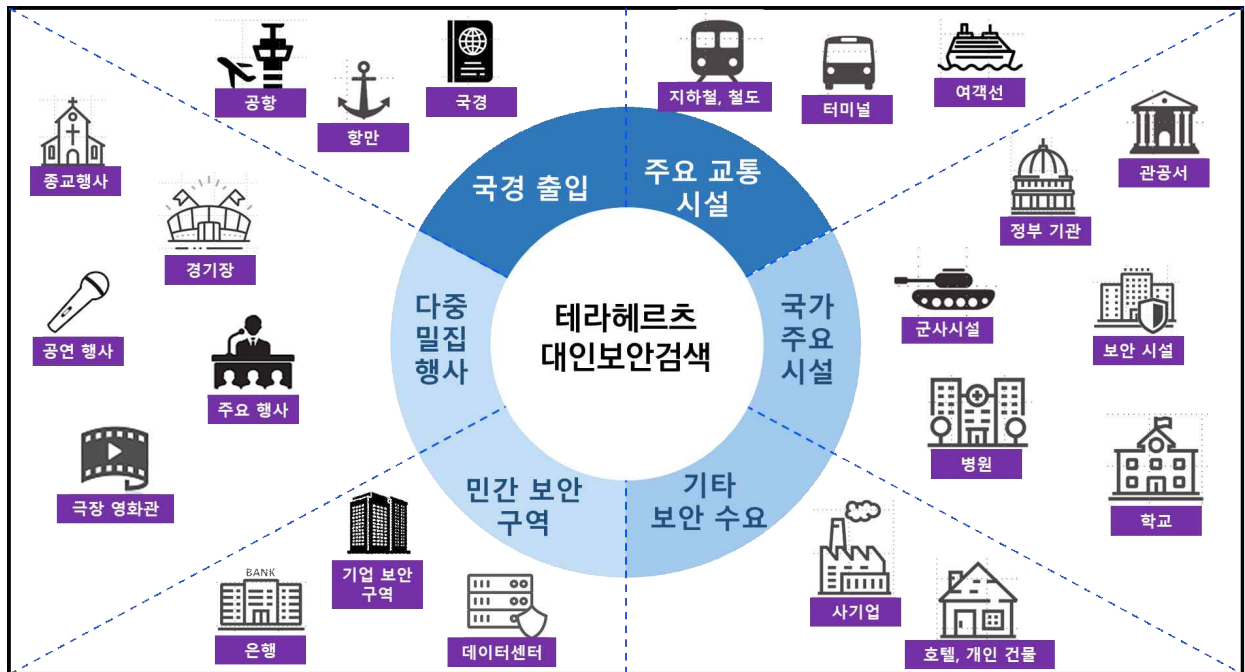 공항
항만
국경
지하철, 철도
터미널
여객선
종교행사
경기장
공연 행사
주요 행사
극장 영화관
관공서
정부 기관
군사시설
보안 시설
병원
학교
국경 출입
주요 교통
시설
다중
밀집
행사
테라헤르츠
대인보안검색
국가
주요
시설
민간 보안
구역
기타
보안 수요
BANK
은행
기업 보안
구역
데이터센터
사기업
호텔, 개인 건물